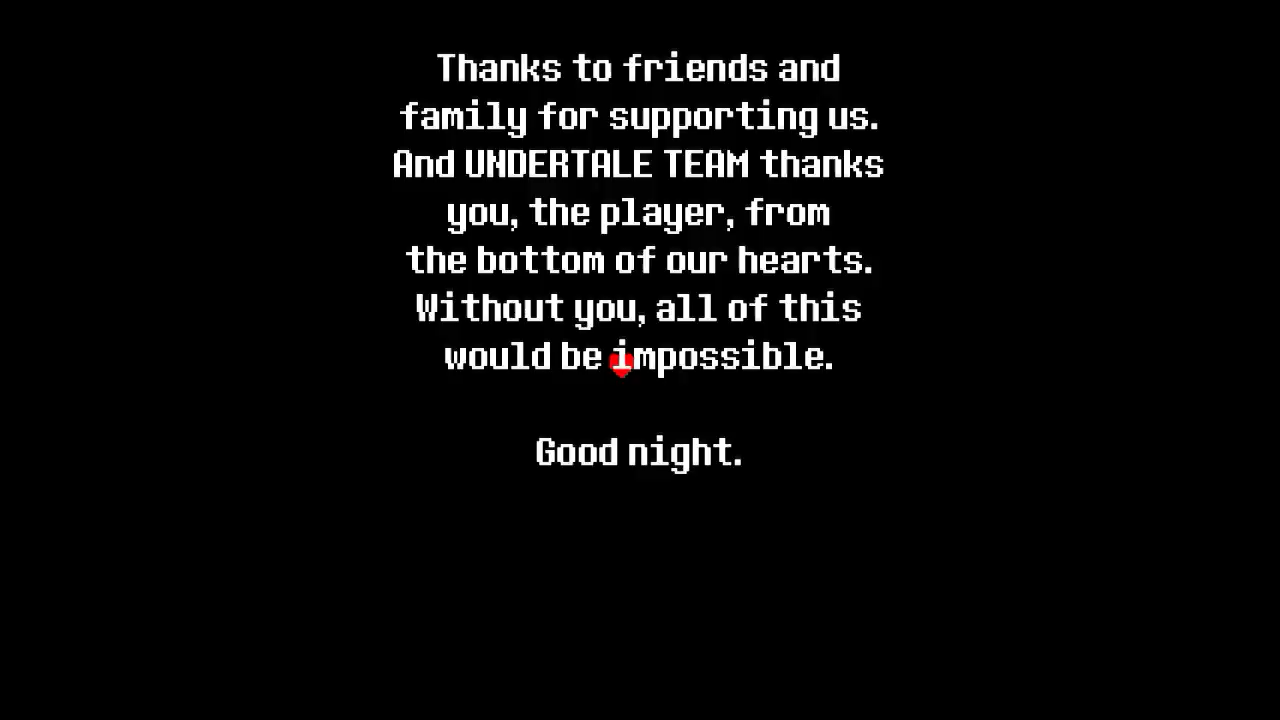 Thanks to friends and
family for supporting us.
And UNDERTALE TEAM thanks
you, the player, from
the bottom of our hearts.
Without you, all of this
would be impossible.
Good night.